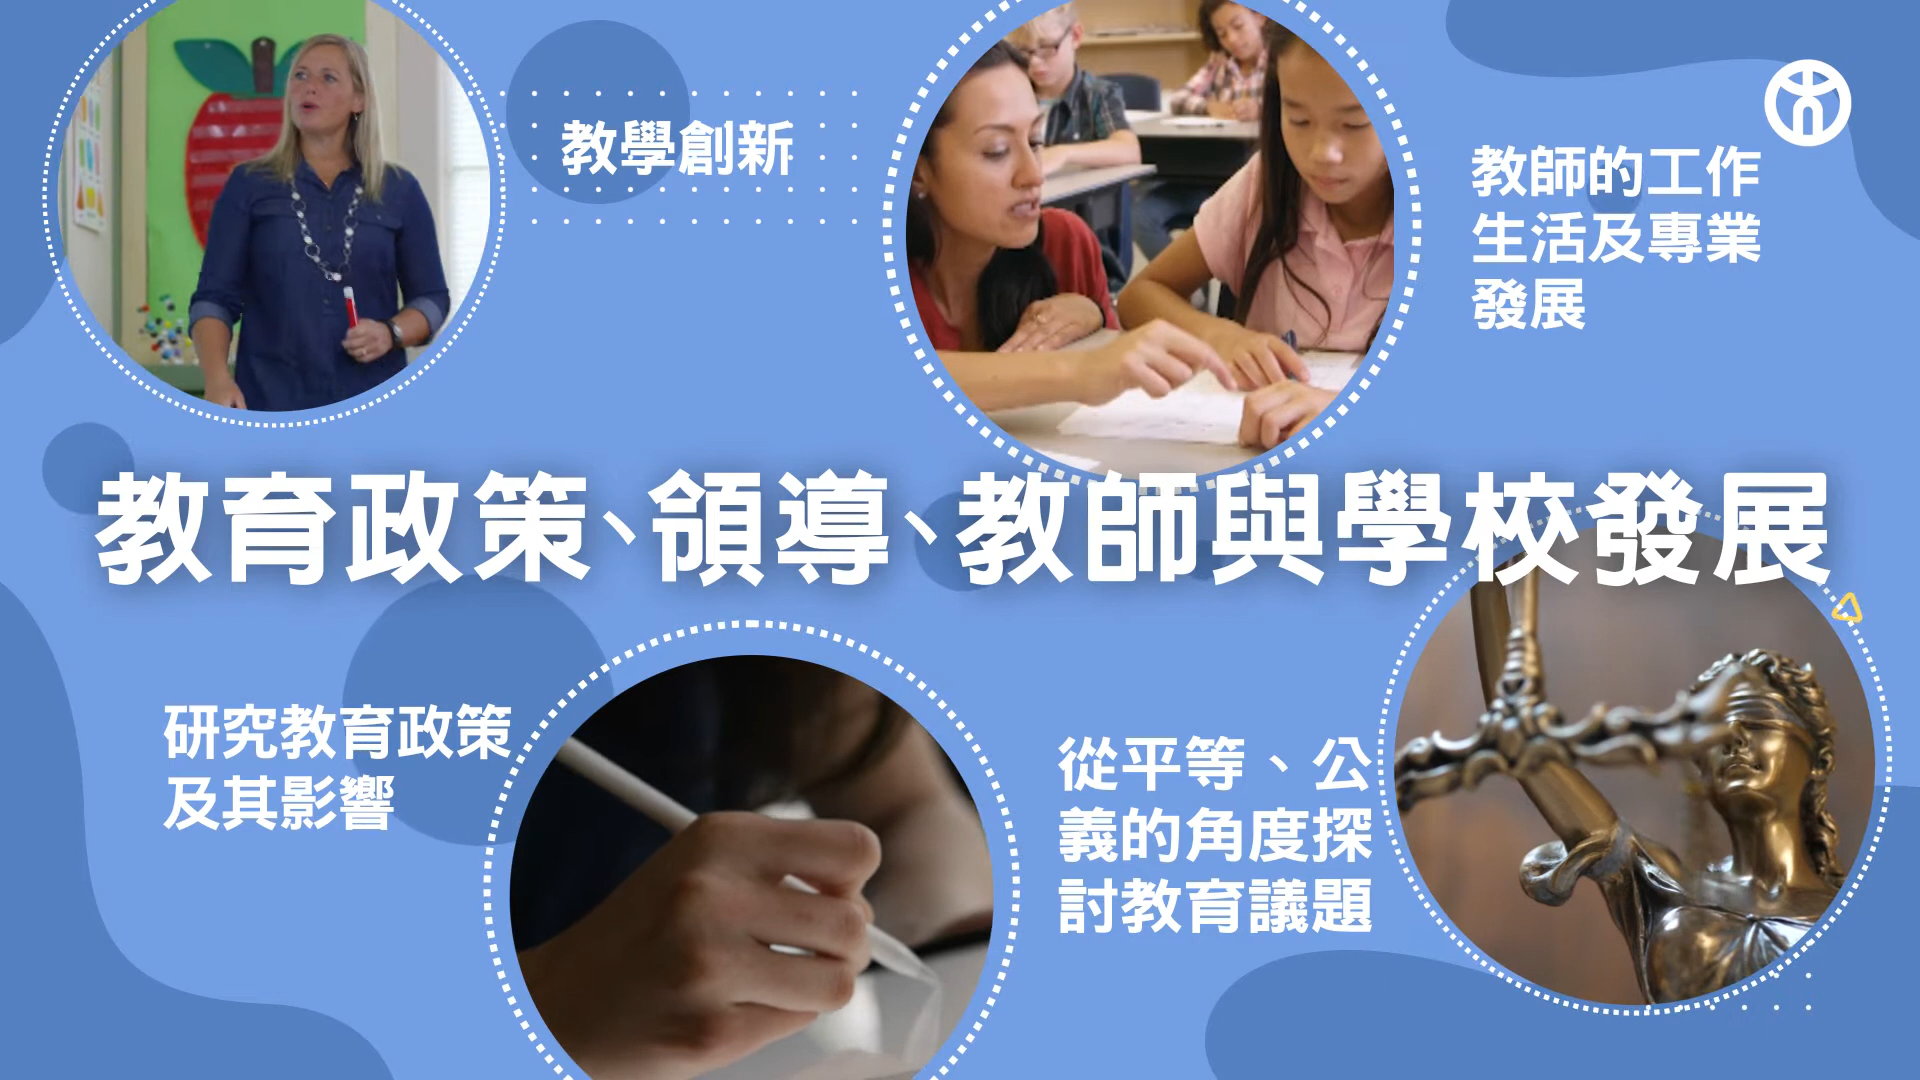 教學創新
教師的工作
生活及專業
發展
教育政策、領導、教師與學校發展
研究教育政策
及其影響
從平等、公
義的角度探
討教育議題